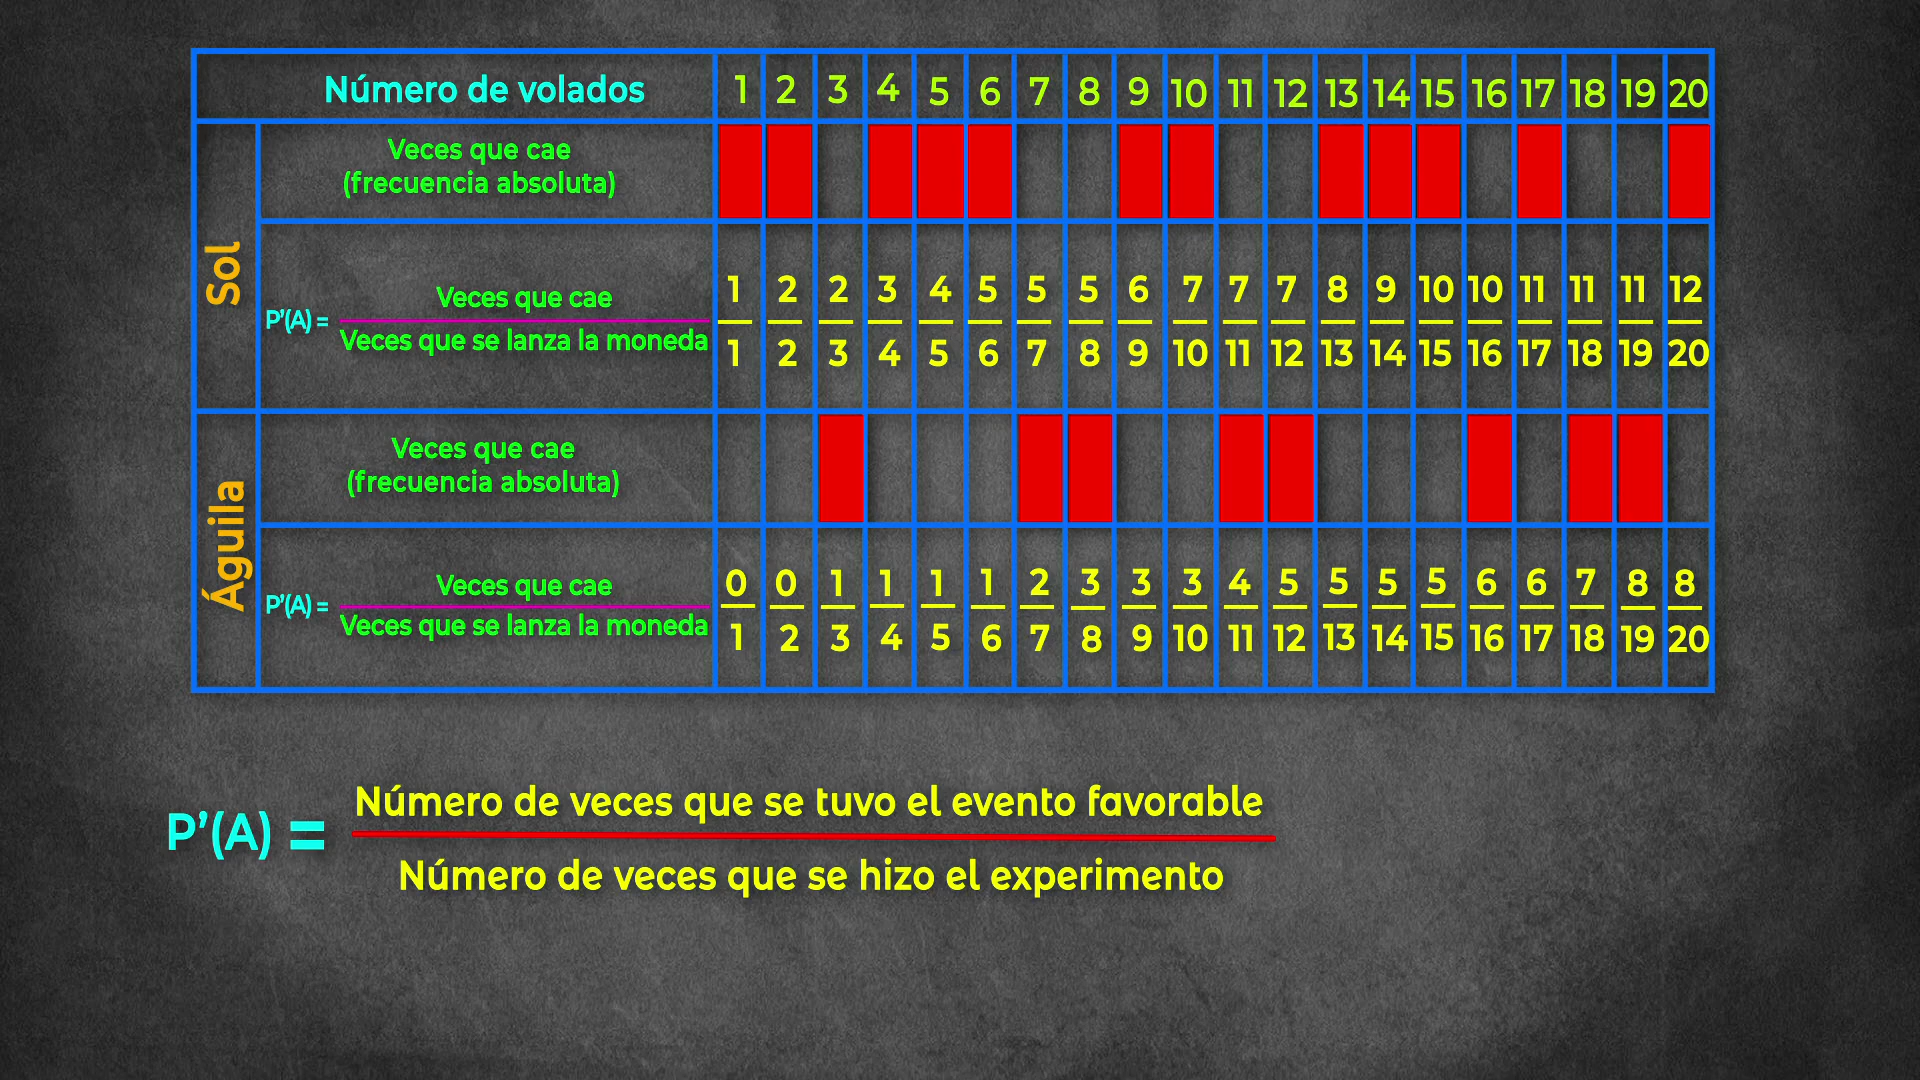 Número de volados 1 2 3 4 5 6 7 8 9 10 11 12 13 14 15 16 17 18 19 20
Sol
Veces que cae
(frecuencia absoluta)
P'(A) =
Veces que cae
Veces que se lanza la moneda
1 2 2 3 4 5 5 5 6 7 7 7 8 9 10 10 11 11 11 12
1 2 3 4 5 6 7 8 9 10 11 12 13 14 15 16 17 18 19 20
Águila
Veces que cae
(frecuencia absoluta)
P'(A) =
Veces que cae
Veces que se lanza la moneda
0 0 1 1 1 1 2 3 3 3 4 5 5 5 5 6 6 7 8 8
1 2 3 4 5 6 7 8 9 10 11 12 13 14 15 16 17 18 19 20
P'(A) =
Número de veces que se tuvo el evento favorable
Número de veces que se hizo el experimento